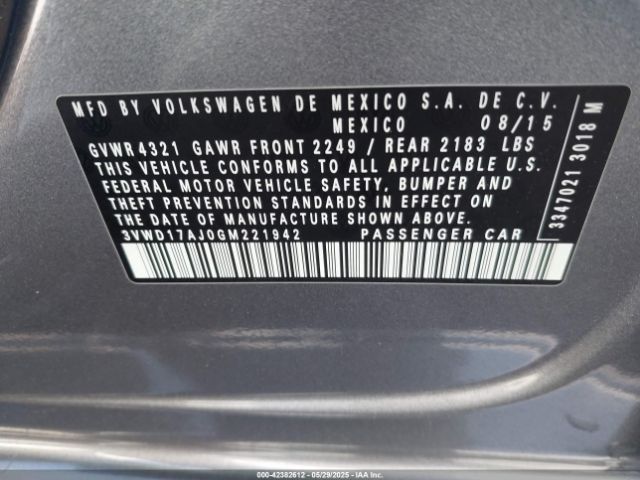 MFD BY VOLKSWAGEN DE MEXICO S.A. DE C.V.
MEXICO 08/15
GVWR 4321 GAWR FRONT 2249 / REAR 2183 LBS
THIS VEHICLE CONFORMS TO ALL APPLICABLE U.S.
FEDERAL MOTOR VEHICLE SAFETY, BUMPER AND
THEFT PREVENTION STANDARDS IN EFFECT ON
THE DATE OF MANUFACTURE SHOWN ABOVE.
3VWD17AJ0GM221942 PASSENGER CAR
3347021 3018 M
000-42382612 - 05/29/2025 - IAAI